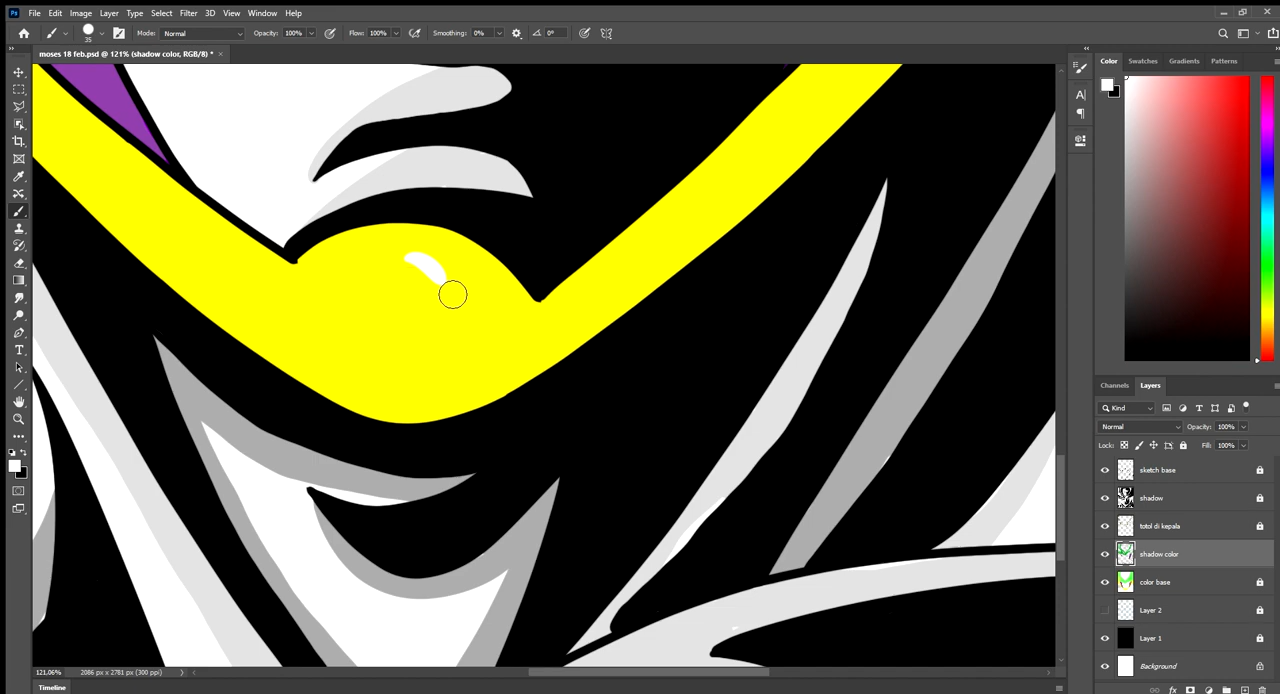 Ps File Edit Image Layer Type Select Filter 3D View Window Help
35 Mode: Normal Opacity: 100% Flow: 100% Smoothing: 0% 0°
moses 18 feb.psd @ 121% (shadow color, RGB/8) * ×
Color Swatches Gradients Patterns
Channels Layers
Kind
Normal Opacity: 100%
Lock: Fill: 100%
sketch base
shadow
totol di kepala
shadow color
color base
Layer 2
Layer 1
Background
121,06% 2086 px x 2781 px (300 ppi)
Timeline